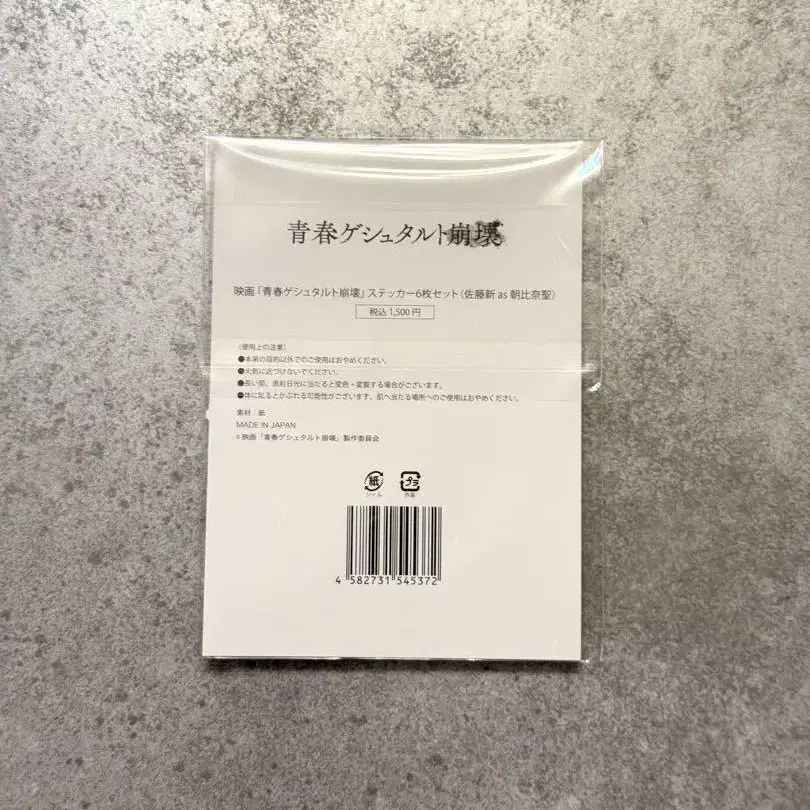 青春ゲシュタルト崩壊
映画「青春ゲシュタルト崩壊」ステッカー6枚セット（佐藤新 as 朝比奈聖）
税込 1,500 円
〈使用上の注意〉
●本来の目的以外でのご使用はおやめください。
●火気に近づけないでください。
●長い間、直射日光に当たると変色・変質する場合がございます。
●体に貼るとかぶれる可能性がございます。肌へ当たる場所へのご使用はおやめください。
素材：紙
MADE IN JAPAN
© 映画「青春ゲシュタルト崩壊」製作委員会
紙 プラ
シール 外装
4 582731 545372